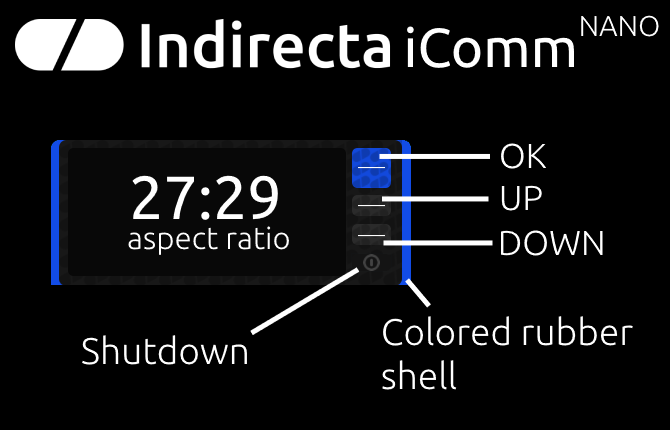 Indirecta iComm NANO
27:29
aspect ratio
OK
UP
DOWN
Shutdown
Colored rubber
shell